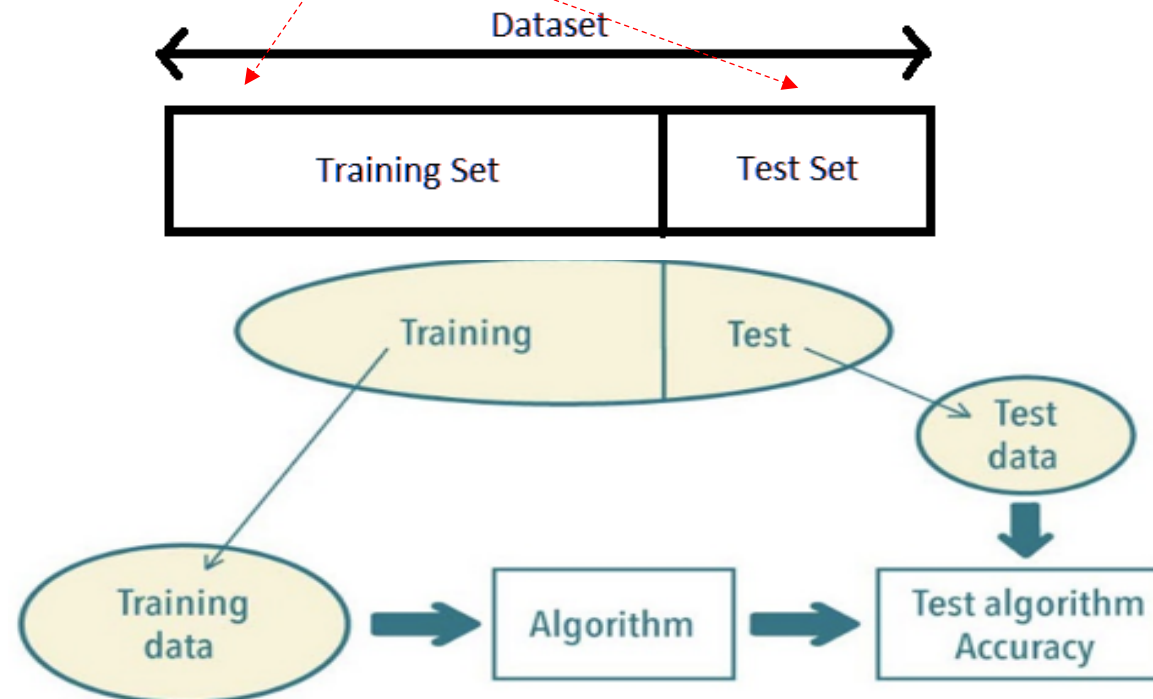 Dataset
Training Set
Test Set
Training
Test
Test
data
Training
data
Algorithm
Test algorithm
Accuracy